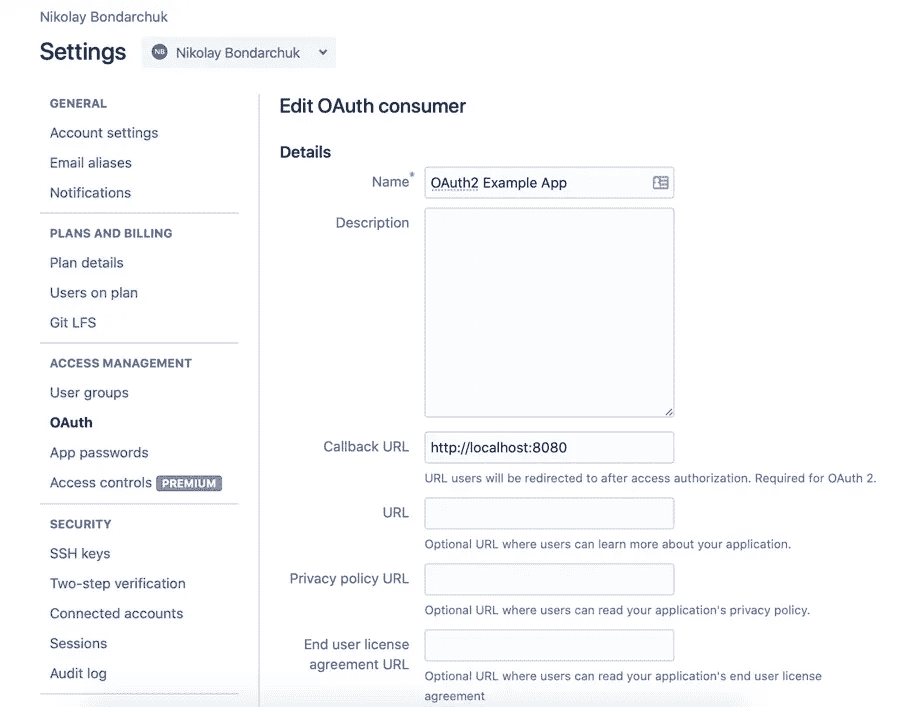 Nikolay Bondarchuk
Settings
NB Nikolay Bondarchuk
GENERAL
Account settings
Email aliases
Notifications
PLANS AND BILLING
Plan details
Users on plan
Git LFS
ACCESS MANAGEMENT
User groups
OAuth
App passwords
Access controls PREMIUM
SECURITY
SSH keys
Two-step verification
Connected accounts
Sessions
Audit log
Edit OAuth consumer
Details
Name* OAuth2 Example App
Description
Callback URL http://localhost:8080
URL users will be redirected to after access authorization. Required for OAuth 2.
URL
Optional URL where users can learn more about your application.
Privacy policy URL
Optional URL where users can read your application's privacy policy.
End user license
agreement URL
Optional URL where users can read your application's end user license
agreement